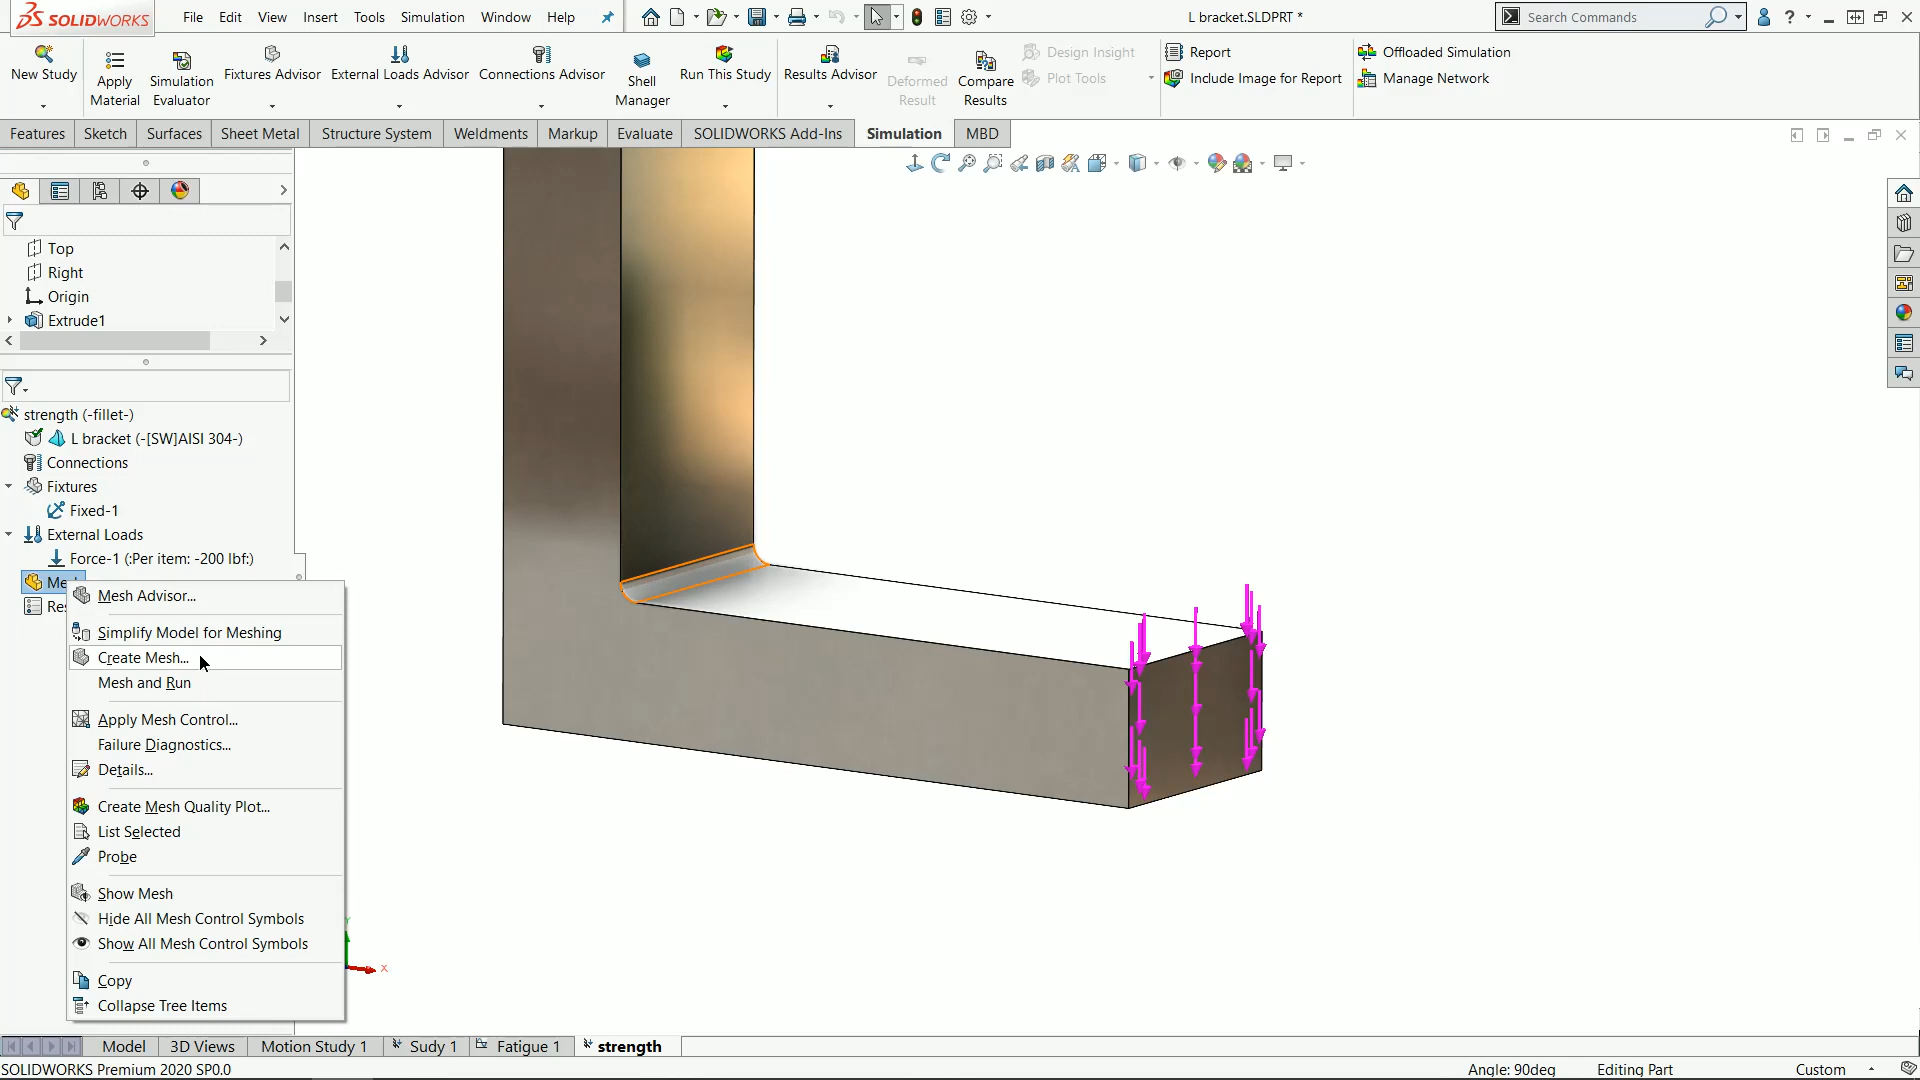 SOLIDWORKS
File Edit View Insert Tools Simulation Window Help
L bracket.SLDPRT *
Search Commands
New Study
Apply Material
Simulation Evaluator
Fixtures Advisor
External Loads Advisor
Connections Advisor
Shell Manager
Run This Study
Results Advisor
Deformed Result
Compare Results
Design Insight
Plot Tools
Report
Include Image for Report
Offloaded Simulation
Manage Network
Features Sketch Surfaces Sheet Metal Structure System Weldments Markup Evaluate SOLIDWORKS Add-Ins Simulation MBD
Top
Right
Origin
Extrude1
strength (-fillet-)
L bracket (-[SW]AISI 304-)
Connections
Fixtures
Fixed-1
External Loads
Force-1 (:Per item: -200 lbf:)
Me
Res
Mesh Advisor...
Simplify Model for Meshing
Create Mesh...
Mesh and Run
Apply Mesh Control...
Failure Diagnostics...
Details...
Create Mesh Quality Plot...
List Selected
Probe
Show Mesh
Hide All Mesh Control Symbols
Show All Mesh Control Symbols
Copy
Collapse Tree Items
Y
X
Model 3D Views Motion Study 1 Sudy 1 Fatigue 1 strength
SOLIDWORKS Premium 2020 SP0.0
Angle: 90deg Editing Part Custom